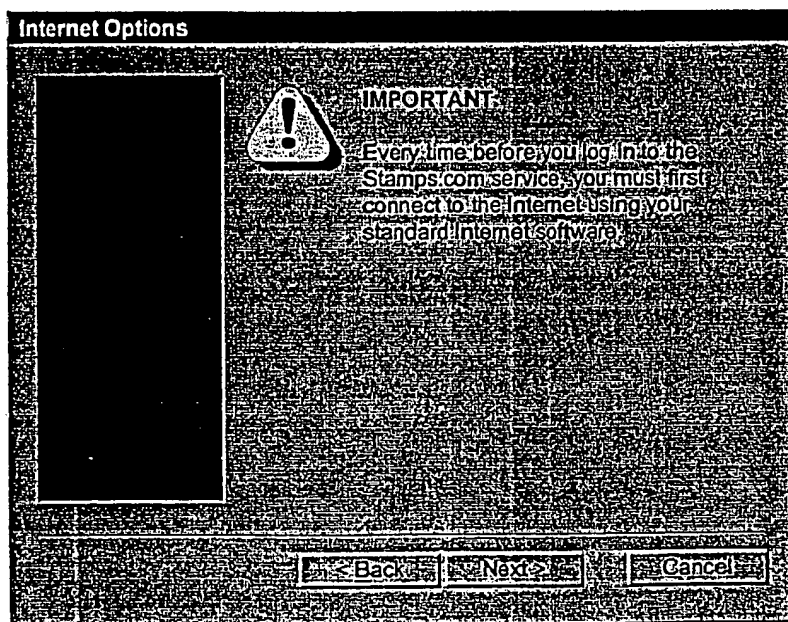 Internet Options
IMPORTANT:
Every time before you log in to the
Stamps.com service, you must first
connect to the Internet using your
standard Internet software.
< Back
Next >
Cancel